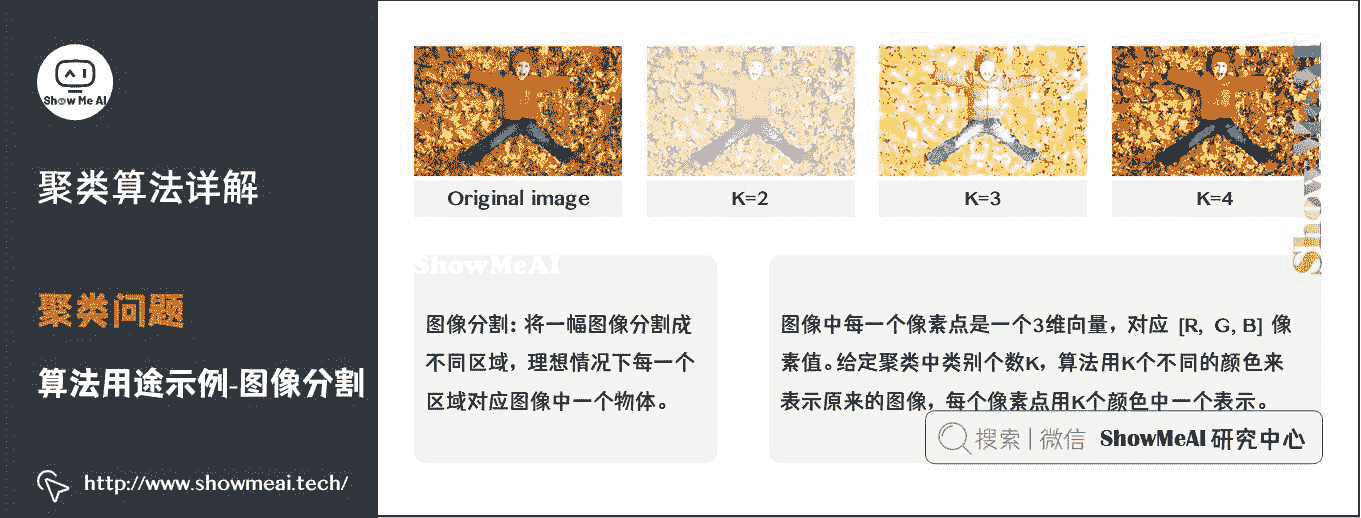 Show Me AI
聚类算法详解
聚类问题
算法用途示例-图像分割
http://www.showmeai.tech/
Original image
K=2
K=3
K=4
ShowMeAI
图像分割: 将一幅图像分割成
不同区域，理想情况下每一个
区域对应图像中一个物体。
图像中每一个像素点是一个3维向量，对应 [R, G, B] 像
素值。给定聚类中类别个数K，算法用K个不同的颜色来
表示原来的图像，每个像素点用K个颜色中一个表示。
搜索 | 微信 ShowMeAI 研究中心
ShowMeAI